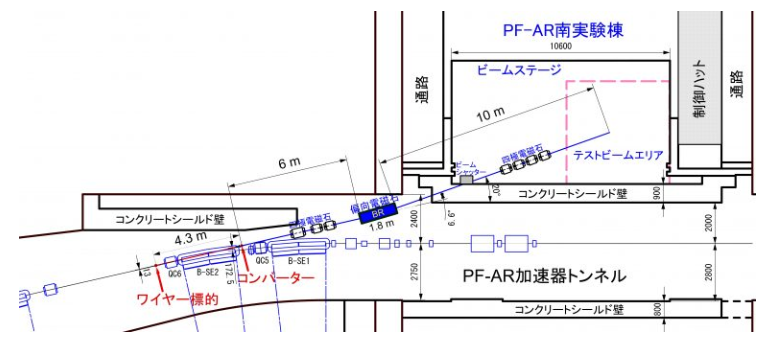 PF-AR南実験棟
10600
ビームステージ
通路
制御ハット
通路
10 m
四極電磁石
テストビームエリア
ビーム
シャッター
6 m
20°
コンクリートシールド壁
900
偏向電磁石
BR
1.8 m
6.6°
2400
2000
コンクリートシールド壁
四極電磁石
4.3 m
13
QC6
B-SE2
172.5
QC5
B-SE1
コンバーター
ワイヤー標的
PF-AR加速器トンネル
2750
2800
コンクリートシールド壁
800